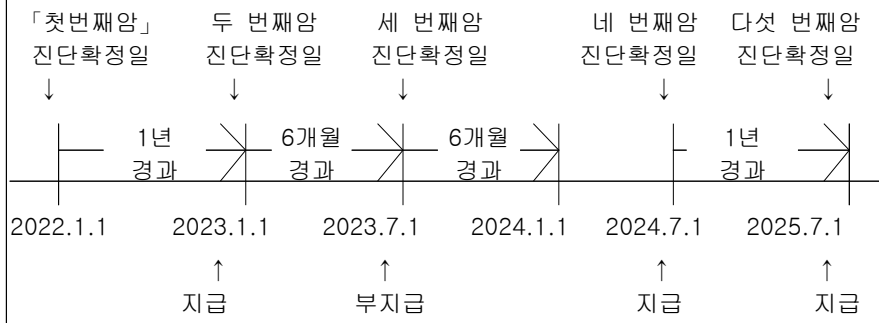 「첫번째암」 두 번째암 세 번째암 네 번째암 다섯 번째암
진단확정일 진단확정일 진단확정일 진단확정일 진단확정일
↓ ↓ ↓ ↓ ↓
1년 6개월 6개월 1년
경과 경과 경과 경과
2022.1.1 2023.1.1 2023.7.1 2024.1.1 2024.7.1 2025.7.1
↑ ↑ ↑ ↑
지급 부지급 지급 지급